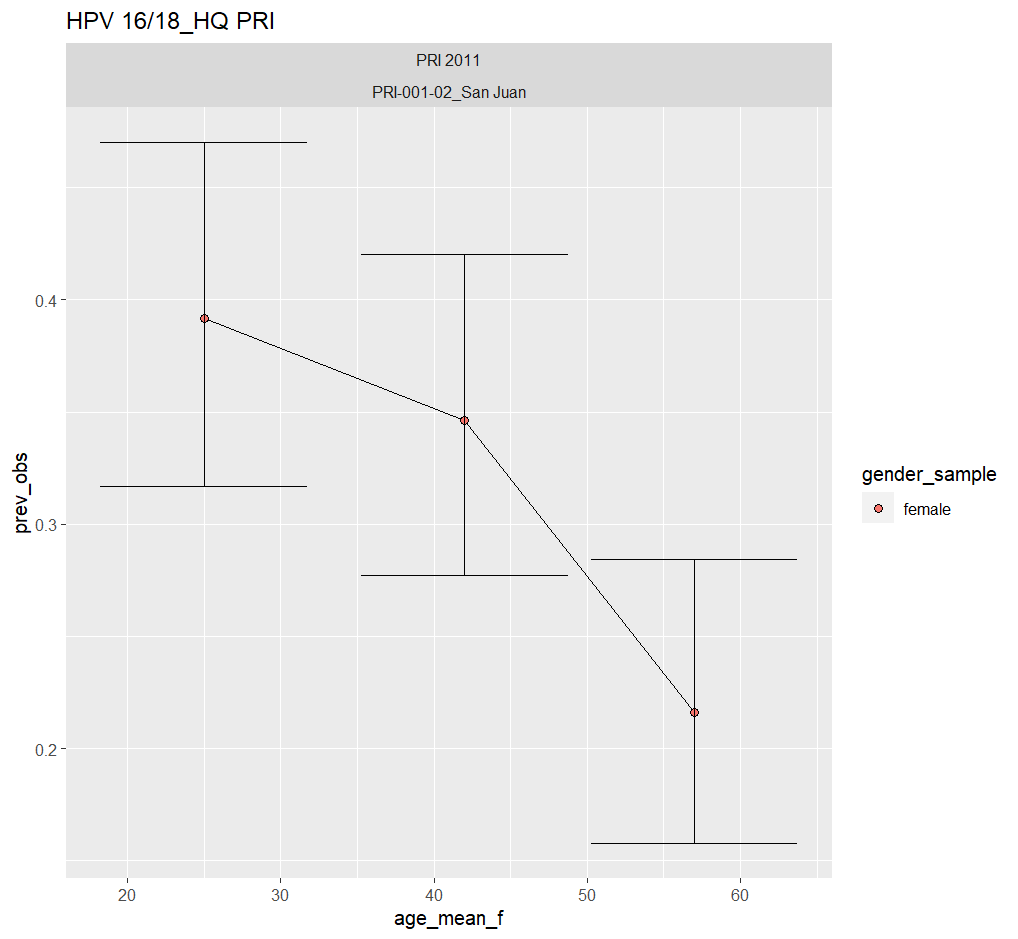 HPV 16/18_HQ PRI
PRI 2011
PRI-001-02_San Juan
0.4
0.3
0.2
prev_obs
20 30 40 50 60
age_mean_f
gender_sample
female